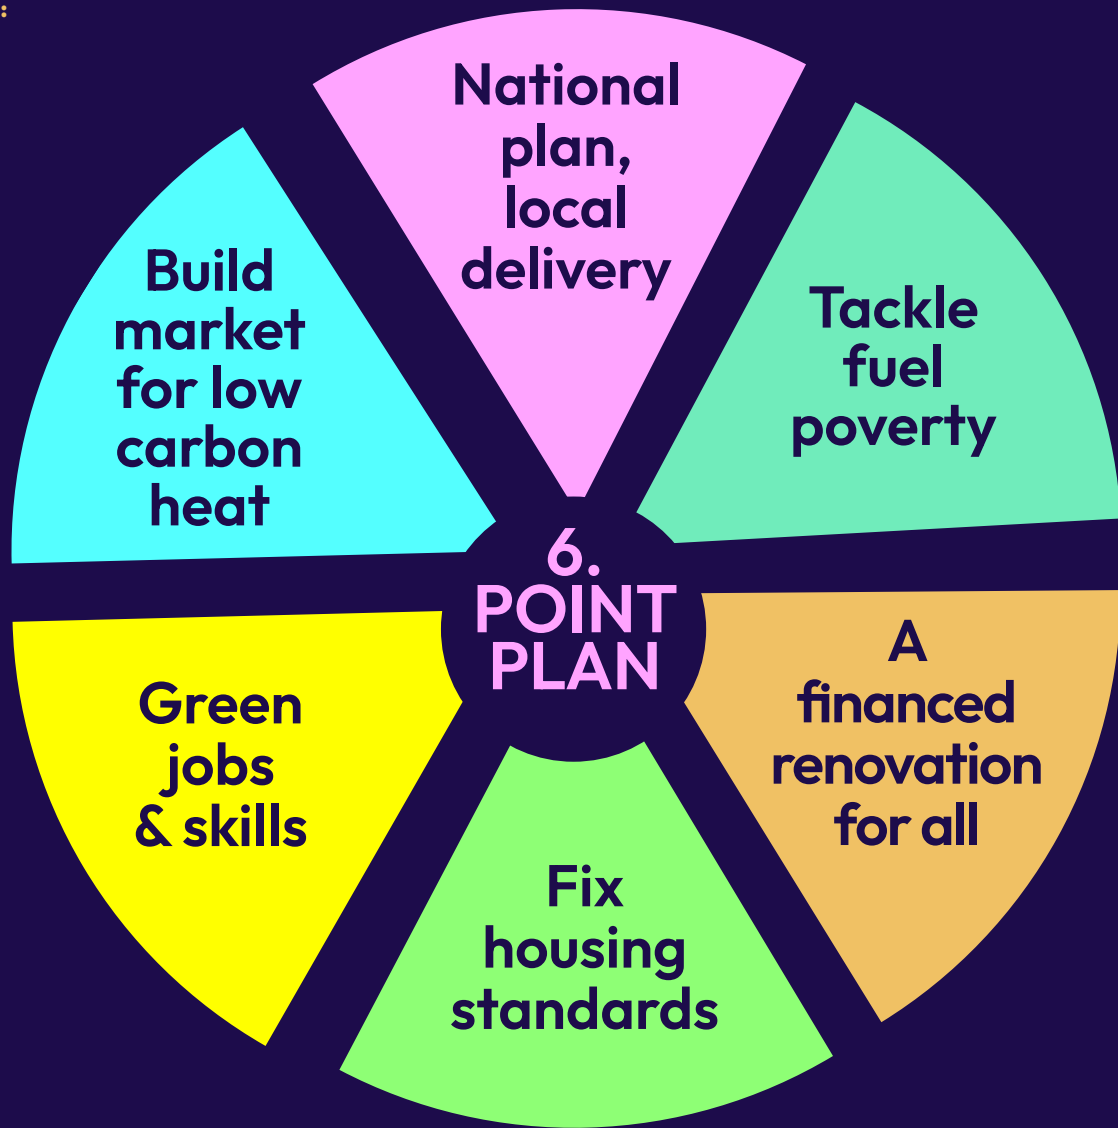 National
plan,
local
delivery
Tackle
fuel
poverty
A
financed
renovation
for all
Fix
housing
standards
Green
jobs
& skills
Build
market
for low
carbon
heat
6.
POINT
PLAN